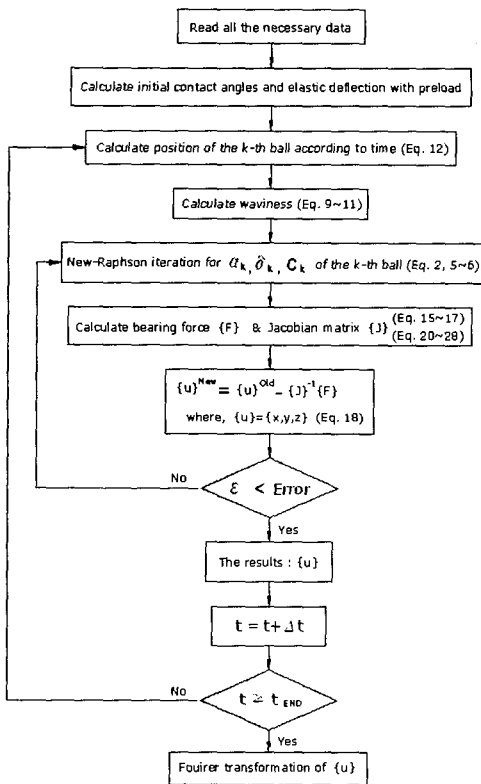 Read all the necessary data
Calculate initial contact angles and elastic deflection with preload
Calculate position of the k-th ball according to time (Eq. 12)
Calculate waviness (Eq. 9~11)
New-Raphson iteration for α_k, δ̂_k, C_k of the k-th ball (Eq. 2, 5~6)
Calculate bearing force {F} & Jacobian matrix {J} (Eq. 15~17)
(Eq. 20~28)
{u}^New = {u}^Old - {J}^-1 {F}
where, {u}={x,y,z} (Eq. 18)
No
ε < Error
Yes
The results : {u}
t = t+Δt
No
t ≥ t END
Yes
Fouirer transformation of {u}